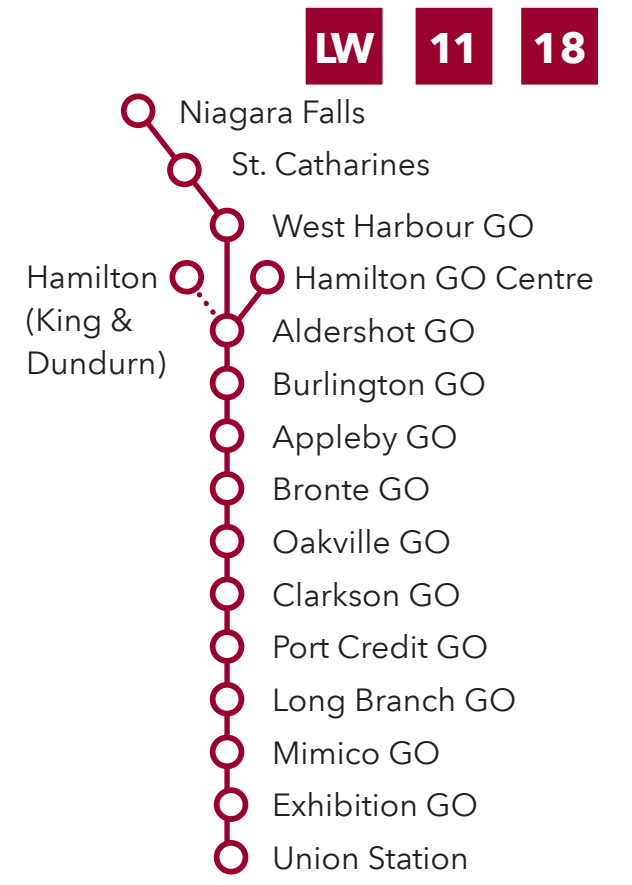 LW 11 18
Niagara Falls
St. Catharines
West Harbour GO
Hamilton
(King &
Dundurn)
Hamilton GO Centre
Aldershot GO
Burlington GO
Appleby GO
Bronte GO
Oakville GO
Clarkson GO
Port Credit GO
Long Branch GO
Mimico GO
Exhibition GO
Union Station